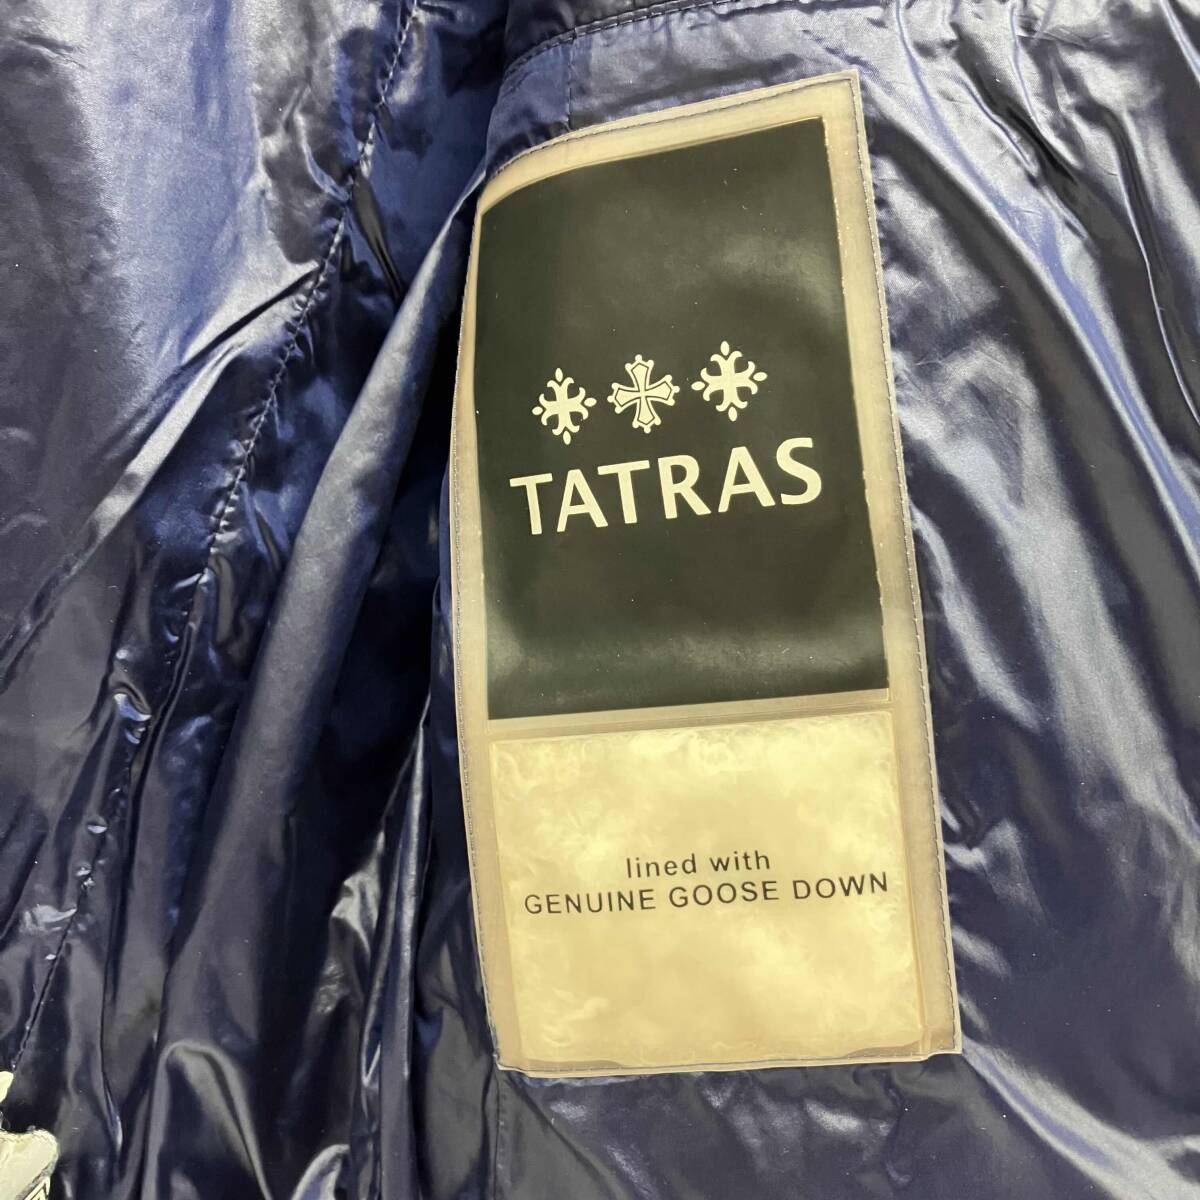 TATRAS
lined with
GENUINE GOOSE DOWN